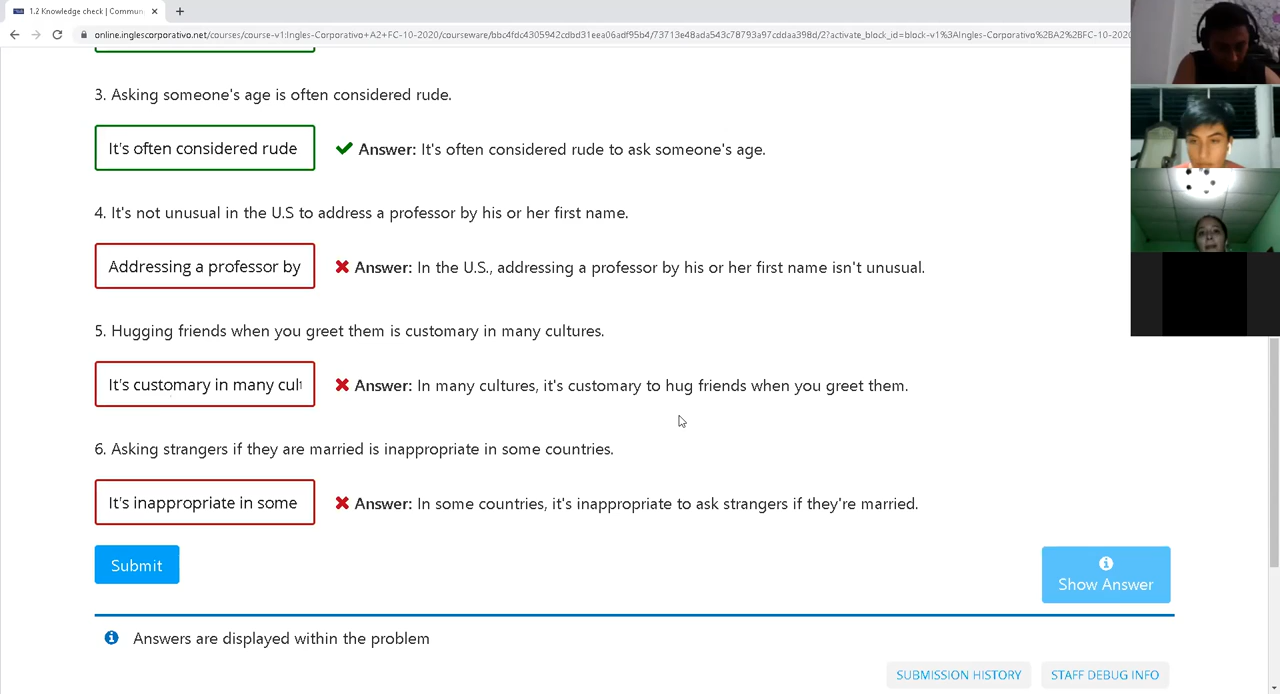 1.2 Knowledge check | Commun
online.inglescorporativo.net/courses/course-v1:Ingles-Corporativo+A2+FC-10-2020/courseware/bbc4fdc4305942cdbd31eea06adf95b4/73713e48ada543c78793a97cddaa398d/2?activate_block_id=block-v1%3AIngles-Corporativo%2BA2%2BFC-10-2020
3. Asking someone's age is often considered rude.
It's often considered rude
Answer: It's often considered rude to ask someone's age.
4. It's not unusual in the U.S to address a professor by his or her first name.
Addressing a professor by
Answer: In the U.S., addressing a professor by his or her first name isn't unusual.
5. Hugging friends when you greet them is customary in many cultures.
It's customary in many cult
Answer: In many cultures, it's customary to hug friends when you greet them.
6. Asking strangers if they are married is inappropriate in some countries.
It's inappropriate in some
Answer: In some countries, it's inappropriate to ask strangers if they're married.
Submit
Show Answer
Answers are displayed within the problem
SUBMISSION HISTORY
STAFF DEBUG INFO